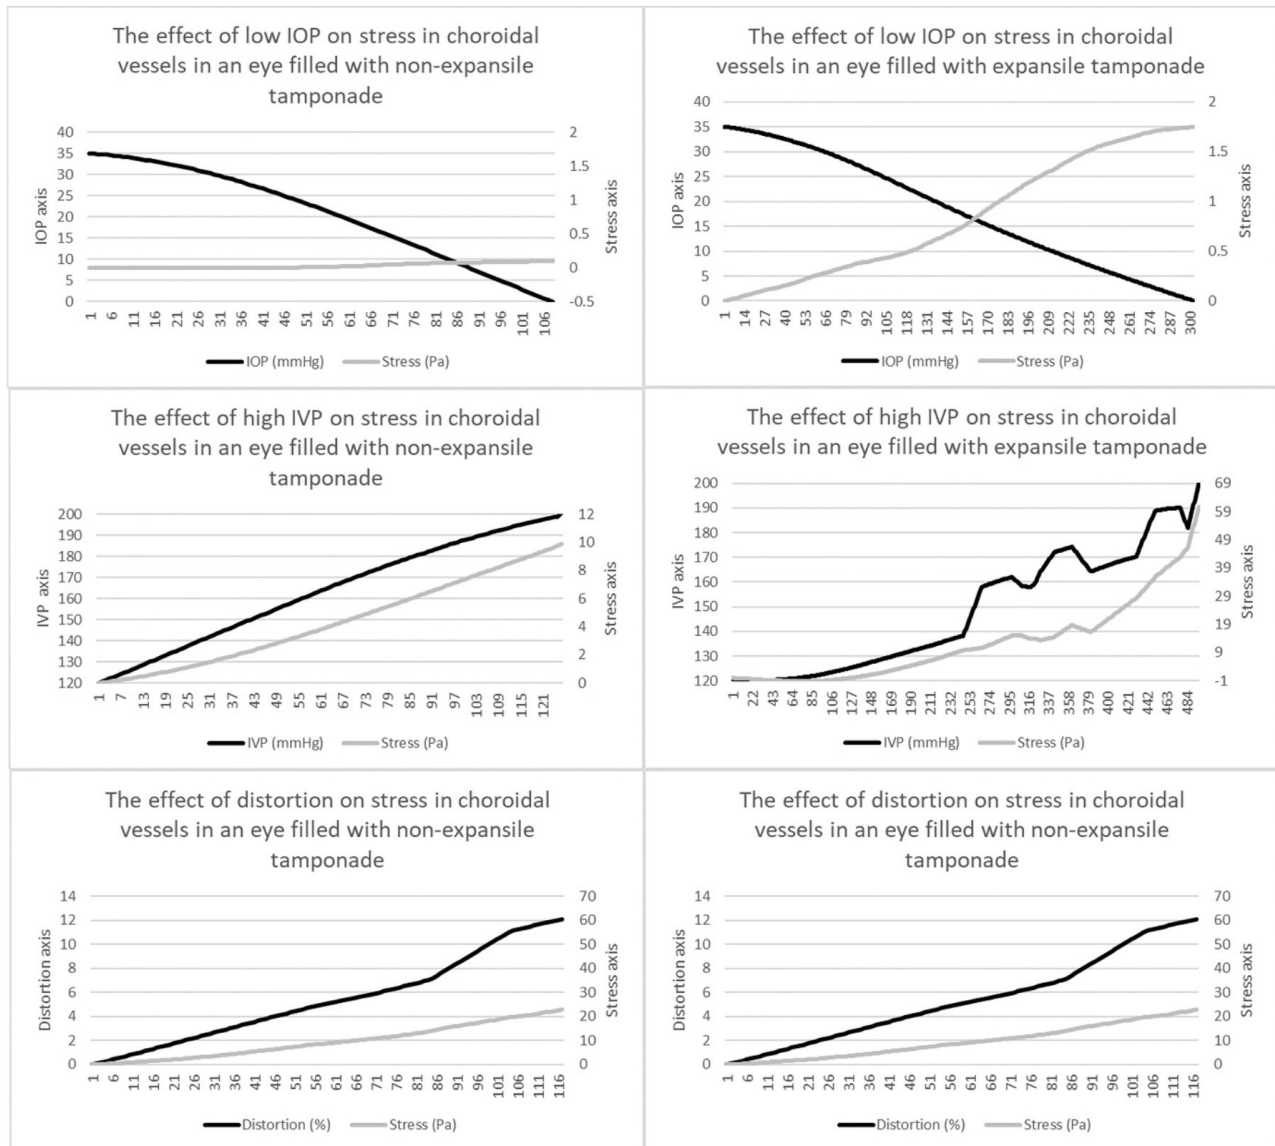 The effect of low IOP on stress in choroidal
vessels in an eye filled with non-expansile
tamponade
40
35
30
25
20
15
10
5
0
IOP axis
2
1.5
1
0.5
0
-0.5
Stress axis
1 6 11 16 21 26 31 36 41 46 51 56 61 66 71 76 81 86 91 96 101 106
IOP (mmHg) Stress (Pa)
The effect of low IOP on stress in choroidal
vessels in an eye filled with expansile tamponade
40
35
30
25
20
15
10
5
0
IOP axis
2
1.5
1
0.5
0
Stress axis
1 14 27 40 53 66 79 92 105 118 131 144 157 170 183 196 209 222 235 248 261 274 287 300
IOP (mmHg) Stress (Pa)
The effect of high IVP on stress in choroidal
vessels in an eye filled with non-expansile
tamponade
200
190
180
170
160
150
140
130
120
IVP axis
12
10
8
6
4
2
0
Stress axis
1 7 13 19 25 31 37 43 49 55 61 67 73 79 85 91 97 103 109 115 121
IVP (mmHg) Stress (Pa)
The effect of high IVP on stress in choroidal
vessels in an eye filled with expansile tamponade
200
190
180
170
160
150
140
130
120
IVP axis
69
59
49
39
29
19
9
-1
Stress axis
1 22 43 64 85 106 127 148 169 190 211 232 253 274 295 316 337 358 379 400 421 442 463 484
IVP (mmHg) Stress (Pa)
The effect of distortion on stress in choroidal
vessels in an eye filled with non-expansile
tamponade
14
12
10
8
6
4
2
0
Distortion axis
70
60
50
40
30
20
10
0
Stress axis
1 6 11 16 21 26 31 36 41 46 51 56 61 66 71 76 81 86 91 96 101 106 111 116
Distortion (%) Stress (Pa)
The effect of distortion on stress in choroidal
vessels in an eye filled with non-expansile
tamponade
14
12
10
8
6
4
2
0
Distortion axis
70
60
50
40
30
20
10
0
Stress axis
1 6 11 16 21 26 31 36 41 46 51 56 61 66 71 76 81 86 91 96 101 106 111 116
Distortion (%) Stress (Pa)